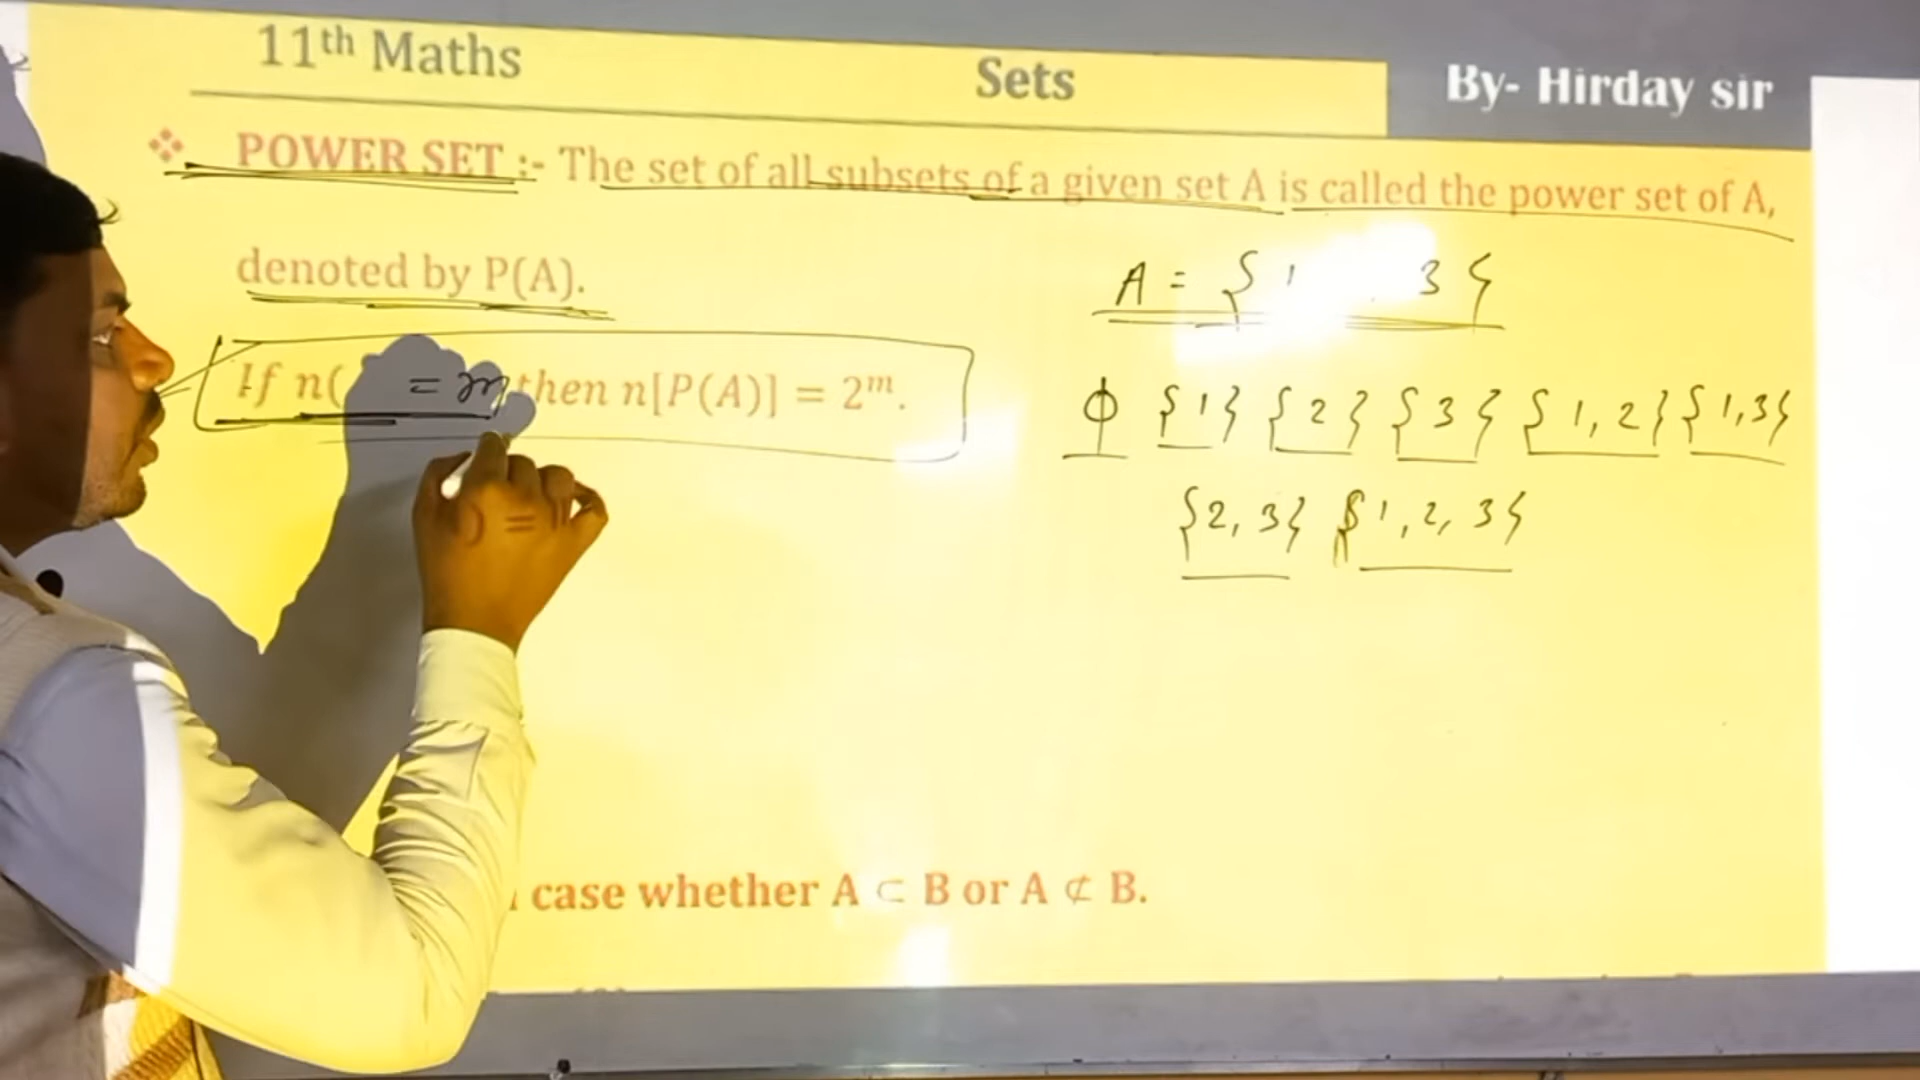 11th Maths
Sets
By- Hirday sir
❖ POWER SET :- The set of all subsets of a given set A is called the power set of A,
denoted by P(A).
A = { 1 , 3 }
If n( = m then n[P(A)] = 2ᵐ.
ϕ {1} {2} {3} {1,2} {1,3}
{2,3} {1,2,3}
case whether A ⊂ B or A ⊄ B.